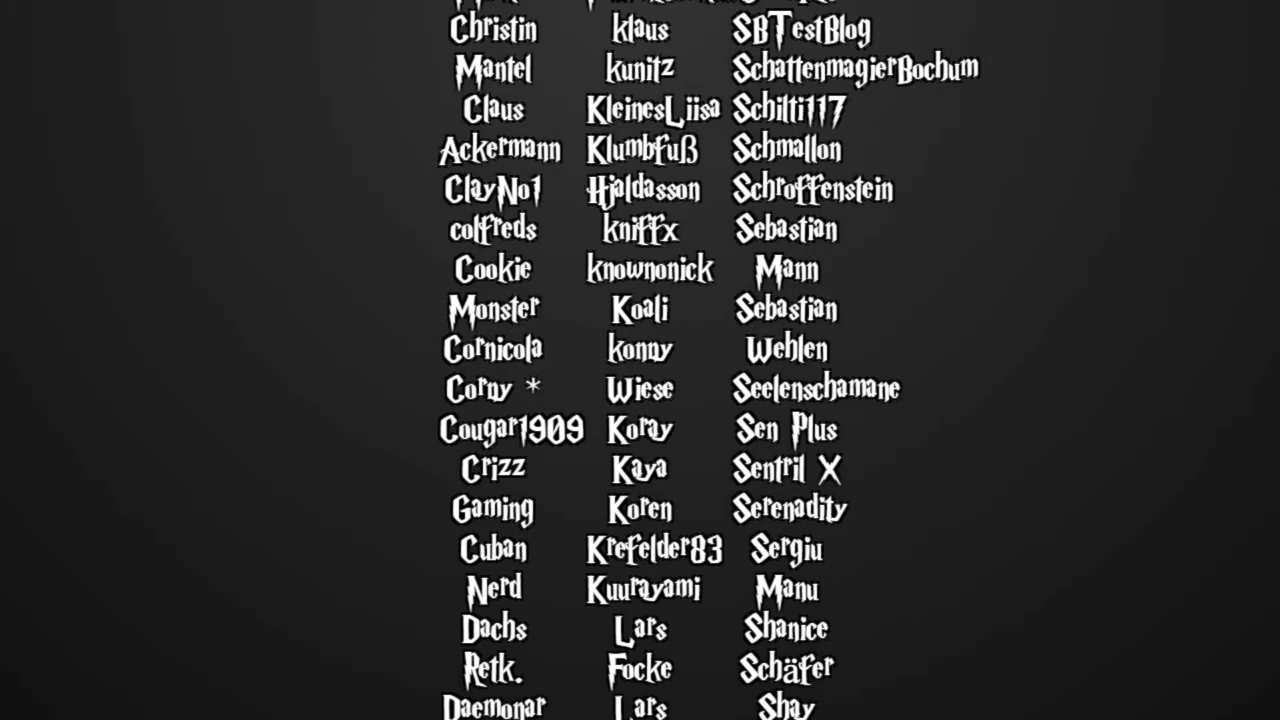 Christin klaus SBTestBlog
Mantel kunitz SchattenmagierBochum
Claus KleinesLiisa Schilti117
Ackermann Klumbfuß Schmallon
ClayNo1 Hjaldasson Schroffenstein
colfreds kniffx Sebastian
Cookie knownonick Mann
Monster Koali Sebastian
Cornicola konny Wehlen
Corny * Wiese Seelenschamane
Cougar1909 Koray Sen Plus
Crizz Kaya Sentril X
Gaming Koren Serenadity
Cuban Krefelder83 Sergiu
Nerd Kuurayami Manu
Dachs Lars Shanice
Retk. Focke Schäfer
Daemonar Lars Shay